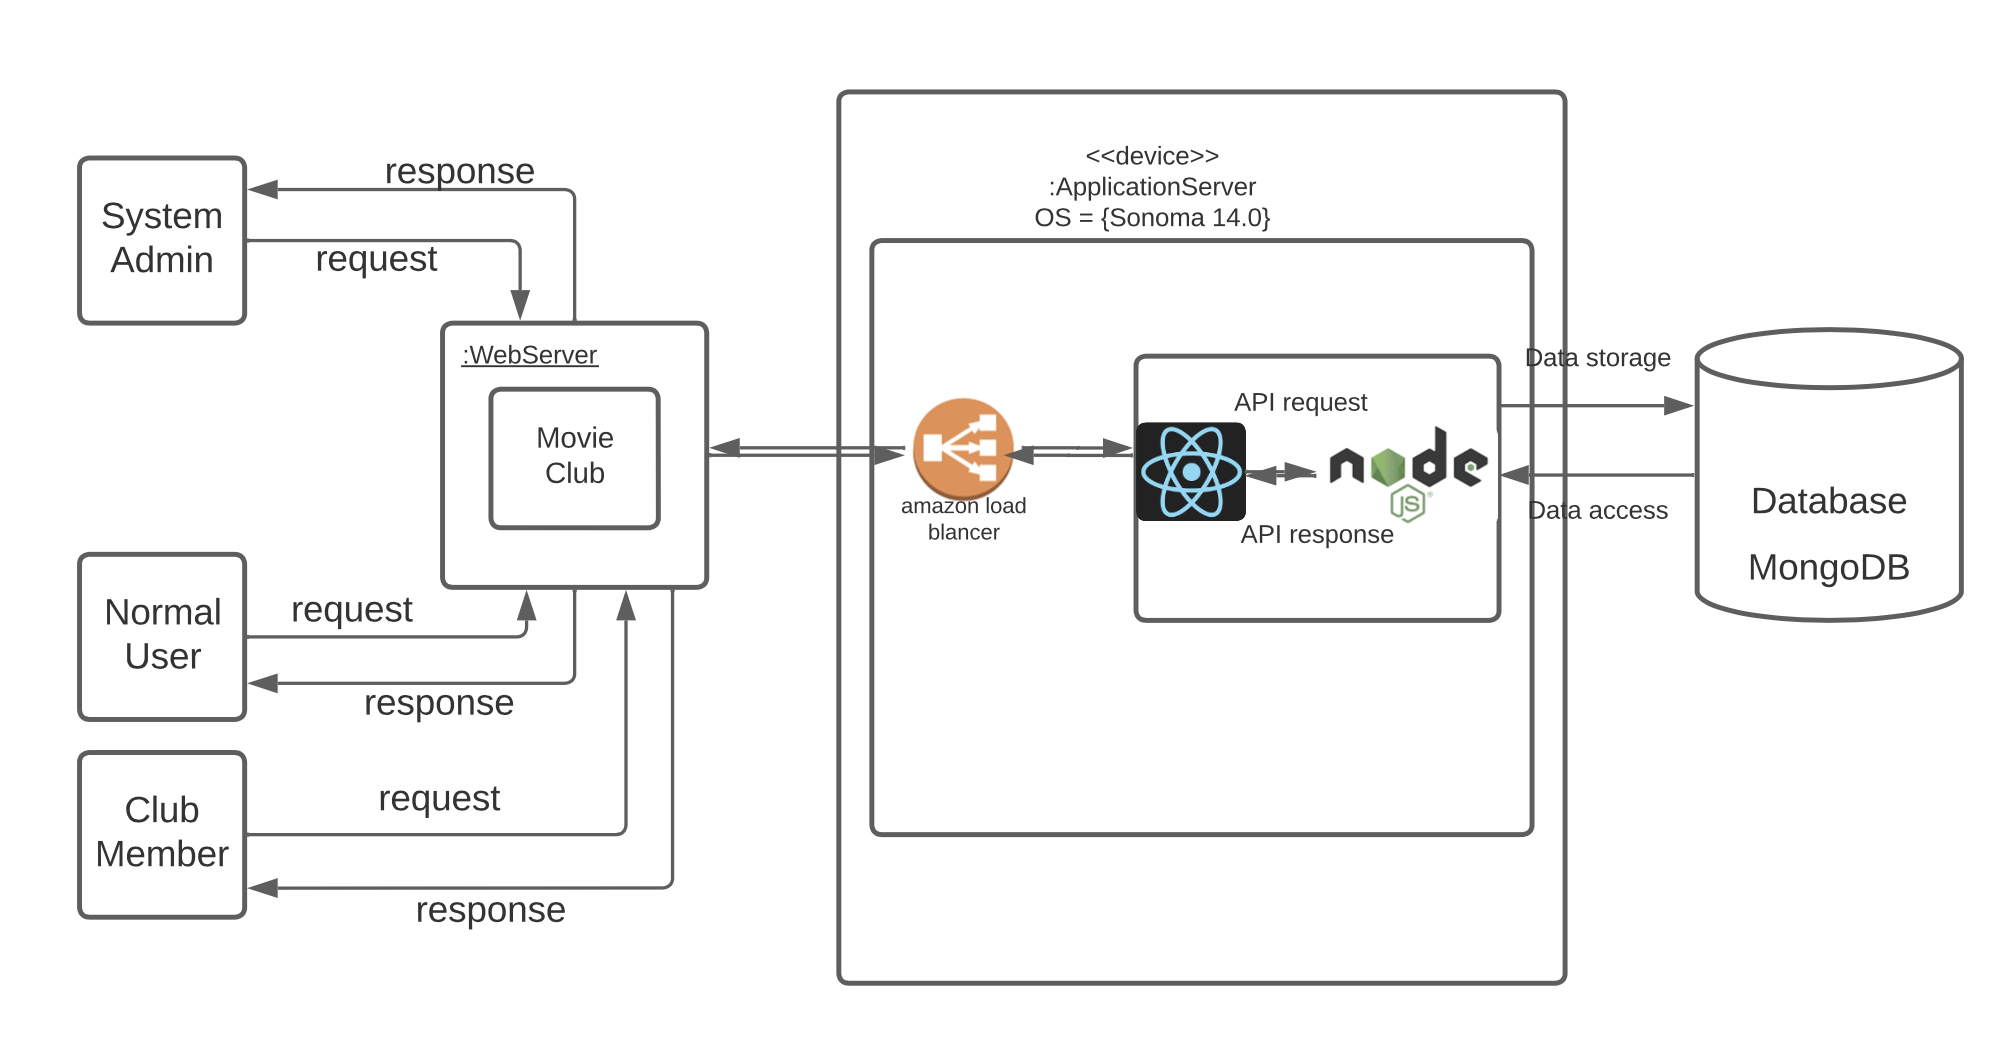 System
Admin
response
request
:WebServer
Movie
Club
Normal
User
request
response
Club
Member
request
response
<<device>>
:ApplicationServer
OS = {Sonoma 14.0}
amazon load
blancer
API request
node
JS
®
API response
Data storage
Data access
Database
MongoDB